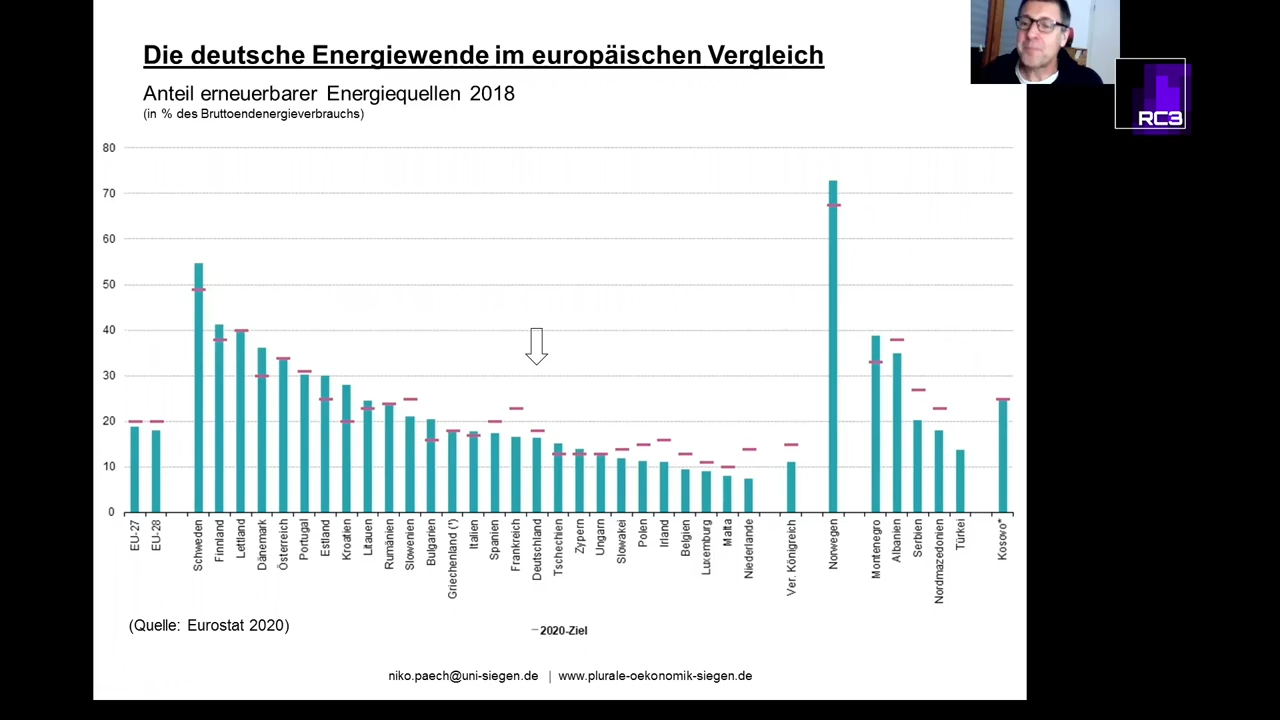 Die deutsche Energiewende im europäischen Vergleich
Anteil erneuerbarer Energiequellen 2018
(in % des Bruttoendenergieverbrauchs)
RC3
80
70
60
50
40
30
20
10
0
EU-27
EU-28
Schweden
Finnland
Lettland
Dänemark
Österreich
Portugal
Estland
Kroatien
Litauen
Rumänien
Slowenien
Bulgarien
Griechenland (¹)
Italien
Spanien
Frankreich
Deutschland
Tschechien
Zypern
Ungarn
Slowakei
Polen
Irland
Belgien
Luxemburg
Malta
Niederlande
Ver. Königreich
Norwegen
Montenegro
Albanien
Serbien
Nordmazedonien
Türkei
Kosovo*
(Quelle: Eurostat 2020)
2020-Ziel
niko.paech@uni-siegen.de | www.plurale-oekonomik-siegen.de